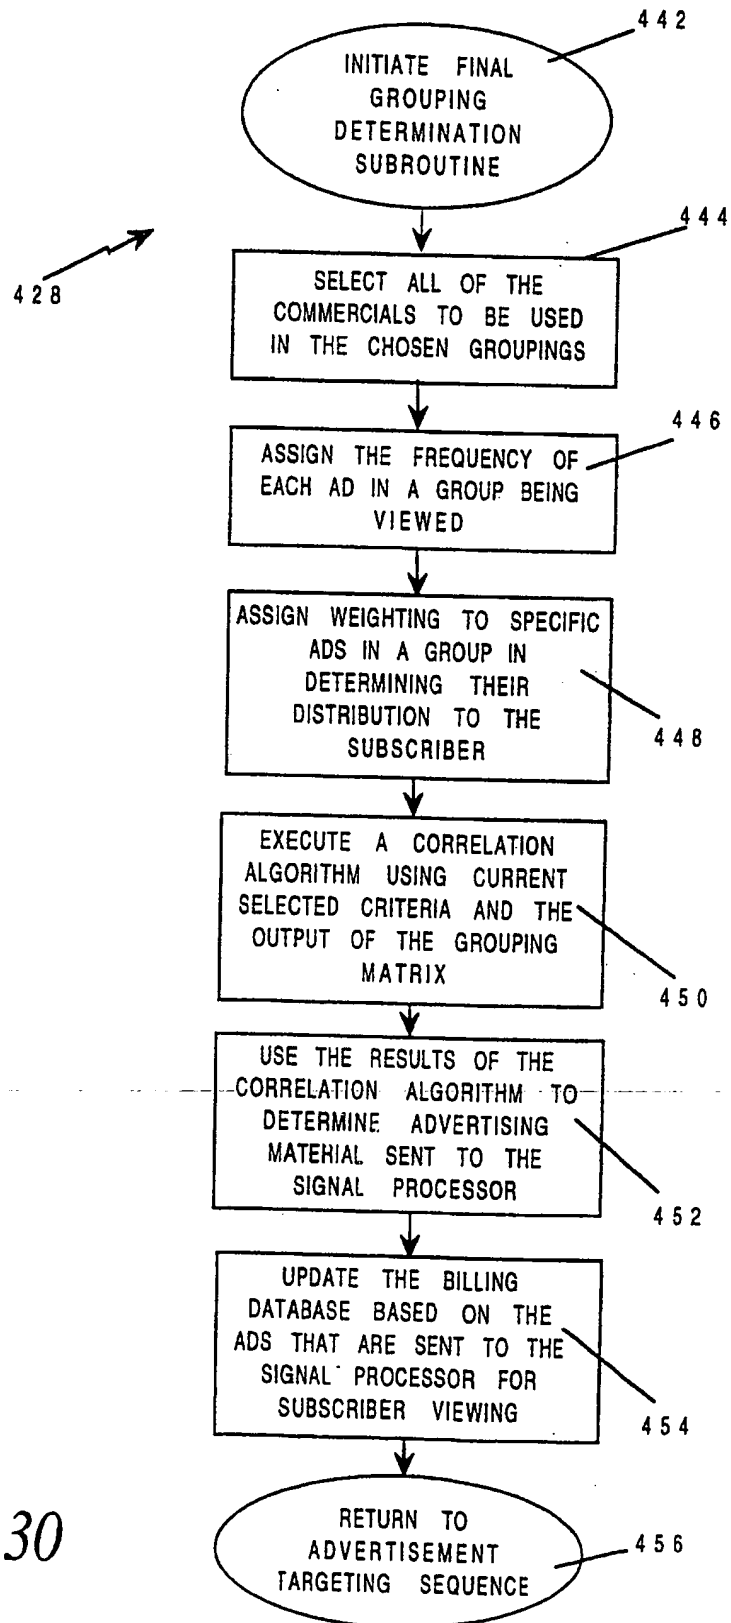 442
INITIATE FINAL
GROUPING
DETERMINATION
SUBROUTINE
428
444
SELECT ALL OF THE
COMMERCIALS TO BE USED
IN THE CHOSEN GROUPINGS
446
ASSIGN THE FREQUENCY OF
EACH AD IN A GROUP BEING
VIEWED
ASSIGN WEIGHTING TO SPECIFIC
ADS IN A GROUP IN
DETERMINING THEIR
DISTRIBUTION TO THE
SUBSCRIBER
448
EXECUTE A CORRELATION
ALGORITHM USING CURRENT
SELECTED CRITERIA AND THE
OUTPUT OF THE GROUPING
MATRIX
450
USE THE RESULTS OF THE
CORRELATION ALGORITHM TO
DETERMINE ADVERTISING
MATERIAL SENT TO THE
SIGNAL PROCESSOR
452
UPDATE THE BILLING
DATABASE BASED ON THE
ADS THAT ARE SENT TO THE
SIGNAL PROCESSOR FOR
SUBSCRIBER VIEWING
454
30
RETURN TO
ADVERTISEMENT
TARGETING SEQUENCE
456